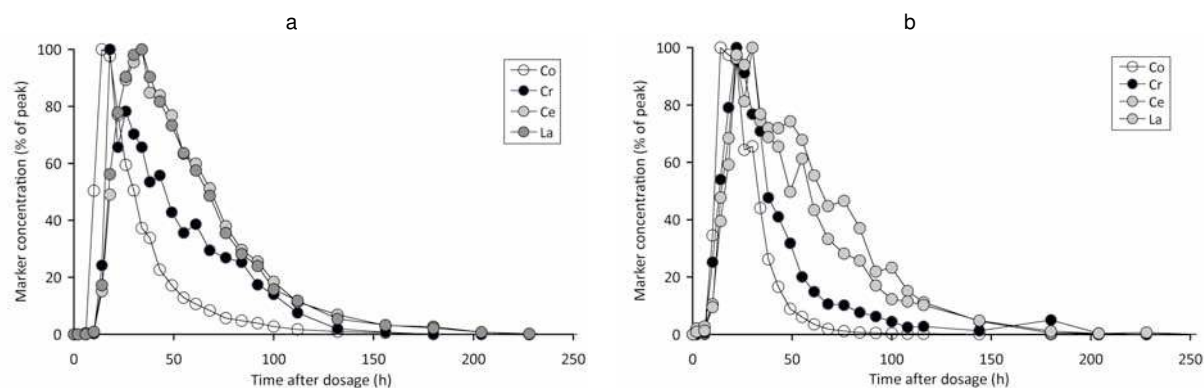 a
Marker concentration (% of peak)
100
80
60
40
20
0
Co
Cr
Ce
La
0 50 100 150 200 250
Time after dosage (h)
b
Marker concentration (% of peak)
100
80
60
40
20
0
Co
Cr
Ce
La
0 50 100 150 200 250
Time after dosage (h)